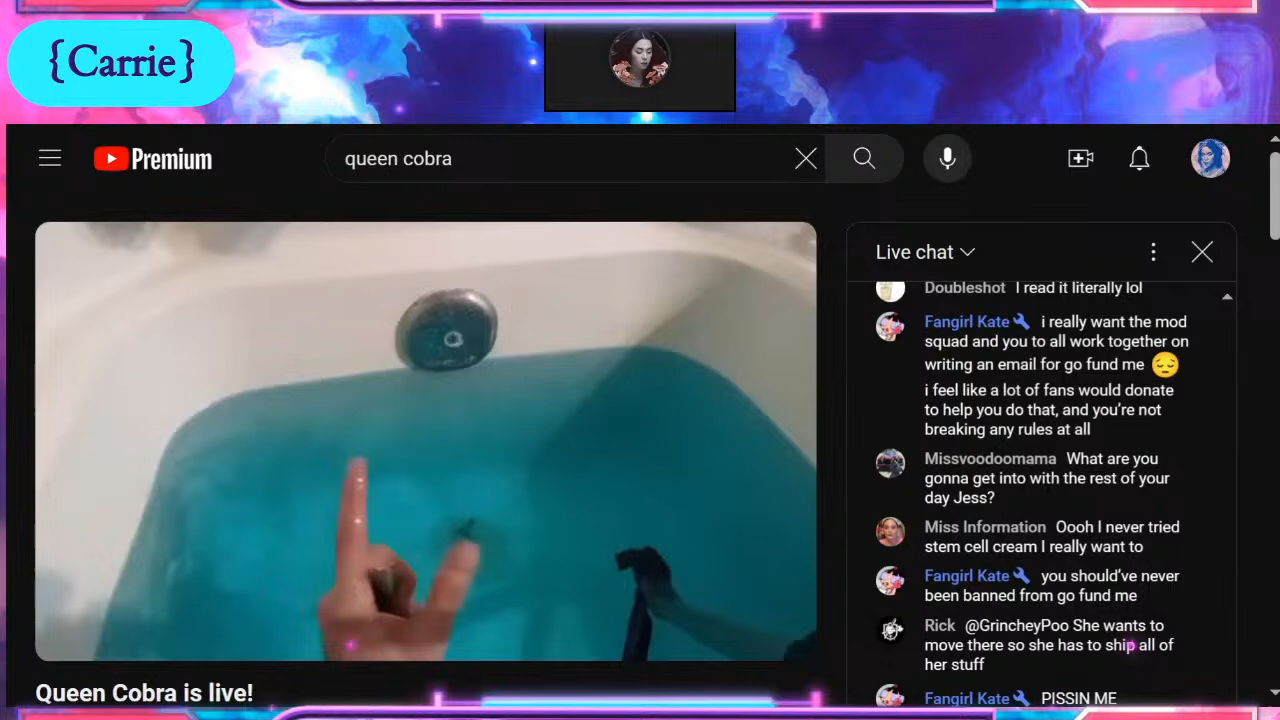 {Carrie}
Premium
queen cobra
Live chat
Doubleshot I read it literally lol
Fangirl Kate i really want the mod
squad and you to all work together on
writing an email for go fund me 😔
i feel like a lot of fans would donate
to help you do that, and you’re not
breaking any rules at all
Missvoodoomama What are you
gonna get into with the rest of your
day Jess?
Miss Information Oooh I never tried
stem cell cream I really want to
Fangirl Kate you should’ve never
been banned from go fund me
Rick @GrincheyPoo She wants to
move there so she has to ship all of
her stuff
Fangirl Kate PISSIN ME
Queen Cobra is live!